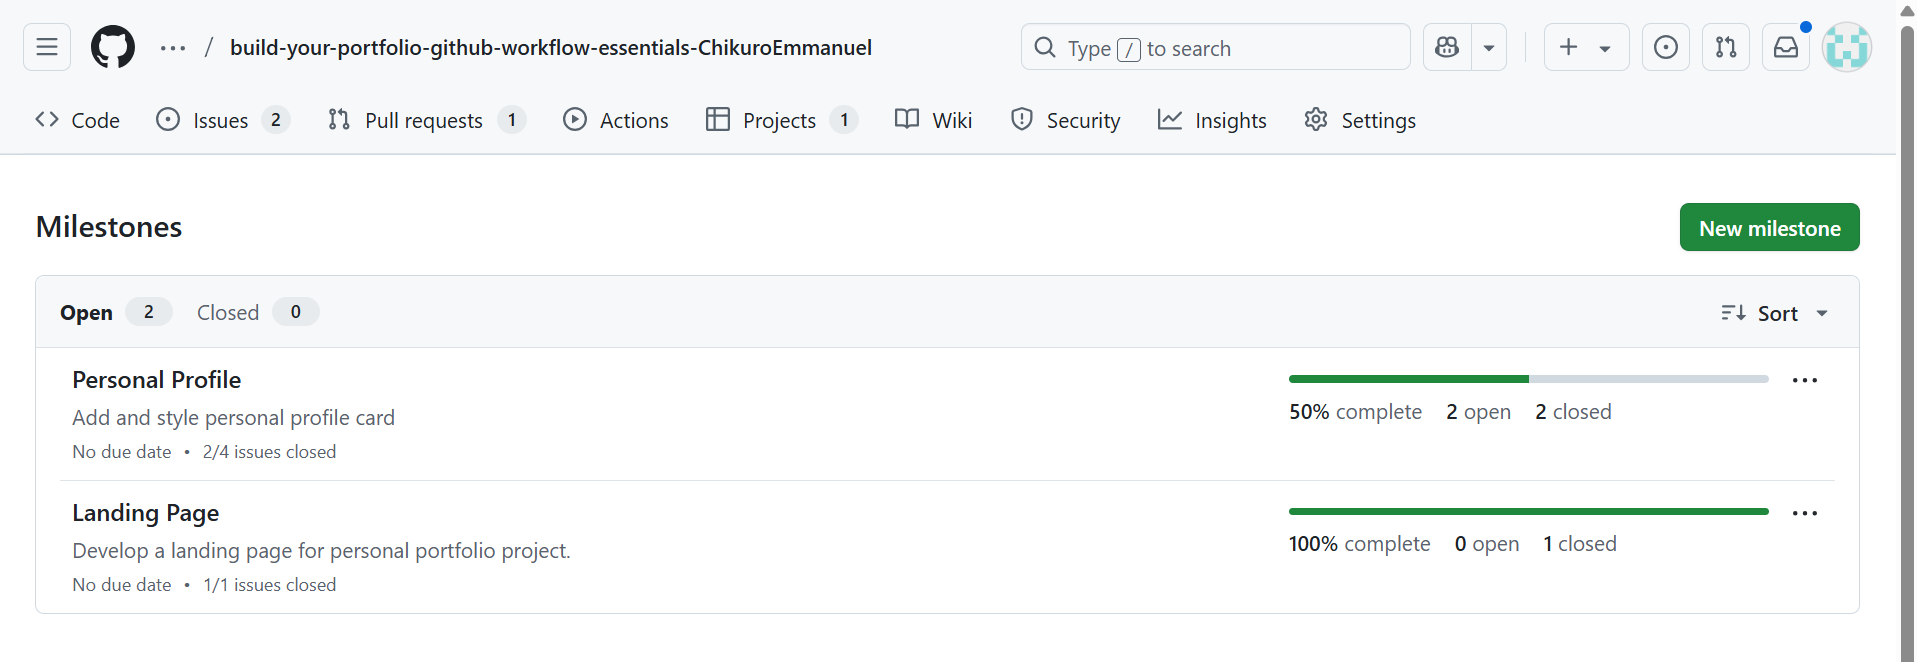 ... / build-your-portfolio-github-workflow-essentials-ChikuroEmmanuel Type / to search
Code Issues 2 Pull requests 1 Actions Projects 1 Wiki Security Insights Settings
Milestones New milestone
Open 2 Closed 0 Sort
Personal Profile
Add and style personal profile card
No due date • 2/4 issues closed
50% complete 2 open 2 closed
Landing Page
Develop a landing page for personal portfolio project.
No due date • 1/1 issues closed
100% complete 0 open 1 closed